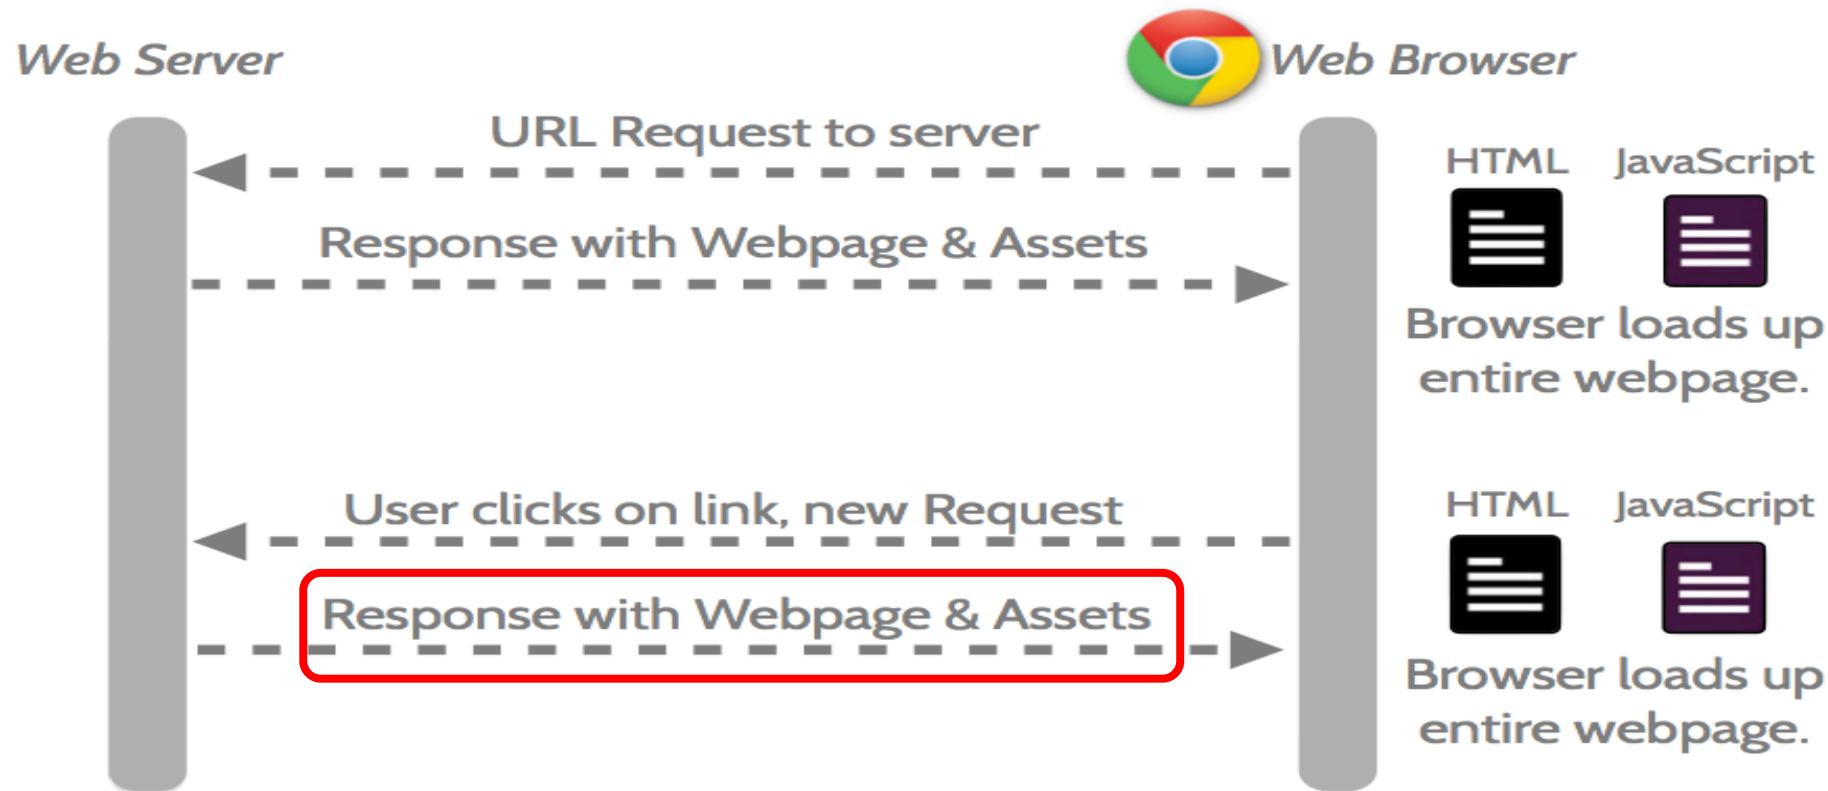 Web Server
Web Browser
URL Request to server
HTML
JavaScript
Response with Webpage & Assets
Browser loads up
entire webpage.
User clicks on link, new Request
HTML
JavaScript
Response with Webpage & Assets
Browser loads up
entire webpage.